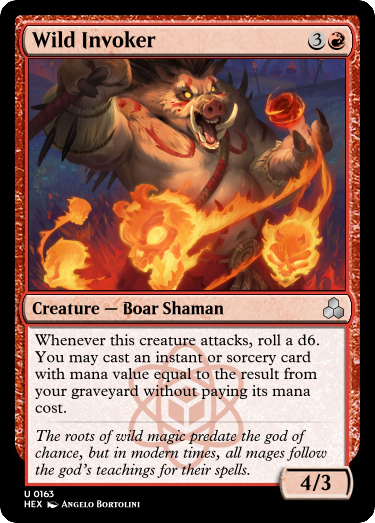 Wild Invoker 3
Creature — Boar Shaman
Whenever this creature attacks, roll a d6.
You may cast an instant or sorcery card
with mana value equal to the result from
your graveyard without paying its mana
cost.
The roots of wild magic predate the god of
chance, but in modern times, all mages follow
the god's teachings for their spells.
4/3
U 0163
HEX Angelo Bortolini